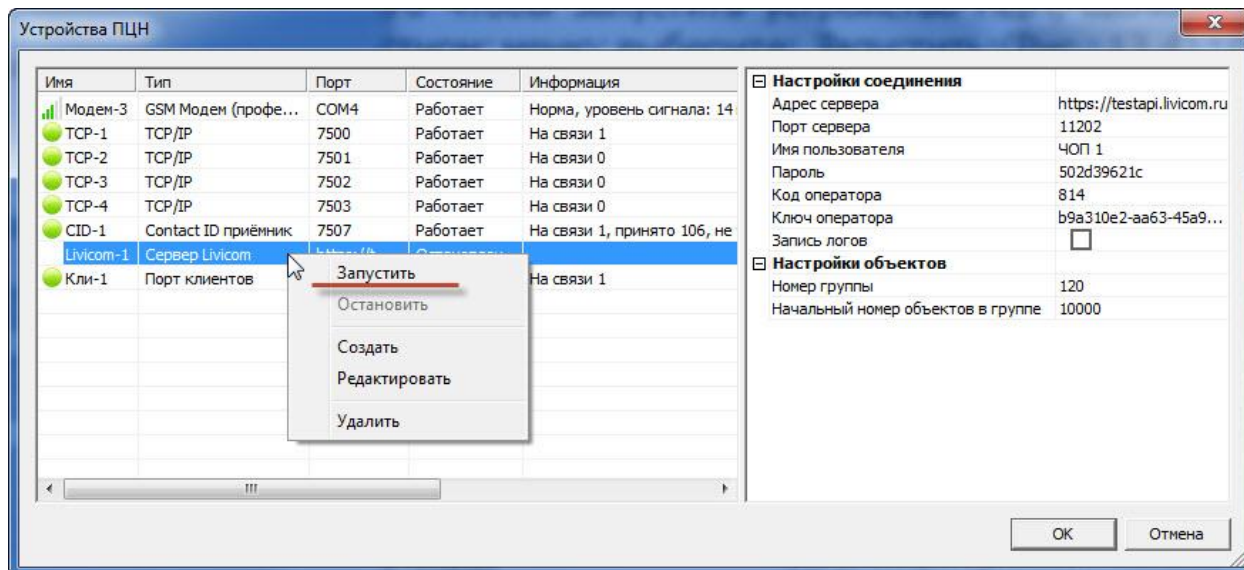 Устройства ПЦН
Имя Тип Порт Состояние Информация
Модем-3 GSM Модем (профе... COM4 Работает Норма, уровень сигнала: 14
TCP-1 TCP/IP 7500 Работает На связи 1
TCP-2 TCP/IP 7501 Работает На связи 0
TCP-3 TCP/IP 7502 Работает На связи 0
TCP-4 TCP/IP 7503 Работает На связи 0
CID-1 Contact ID приёмник 7507 Работает На связи 1, принято 106, не
Livicom-1 Сервер Livicom
Кли-1 Порт клиентов На связи 1
Запустить
Остановить
Создать
Редактировать
Удалить
Настройки соединения
Адрес сервера https://testapi.livicom.ru
Порт сервера 11202
Имя пользователя ЧОП 1
Пароль 502d39621c
Код оператора 814
Ключ оператора b9a310e2-aa63-45a9...
Запись логов
Настройки объектов
Номер группы 120
Начальный номер объектов в группе 10000
OK Отмена